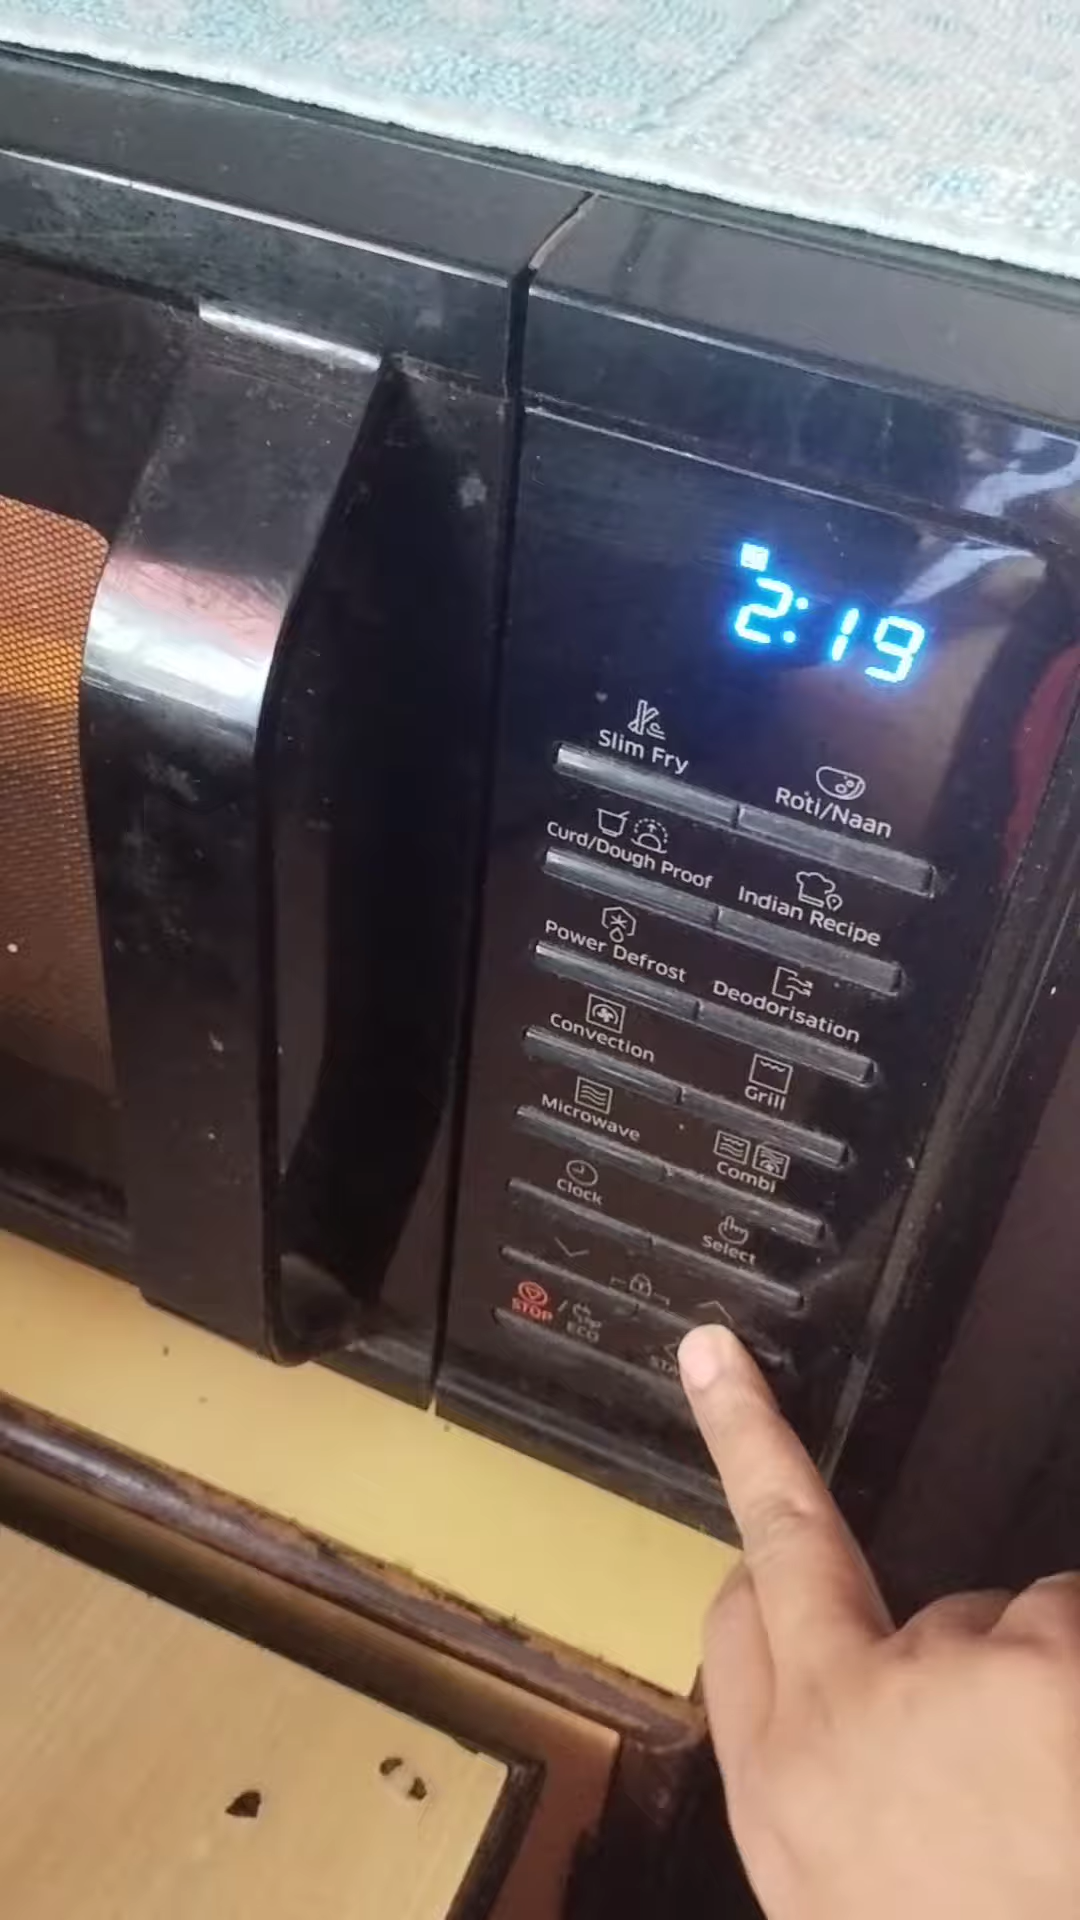 2:19
Slim Fry
Roti/Naan
Curd/Dough Proof
Indian Recipe
Power Defrost
Deodorisation
Convection
Grill
Microwave
Combi
Clock
Select
STOP / ECO